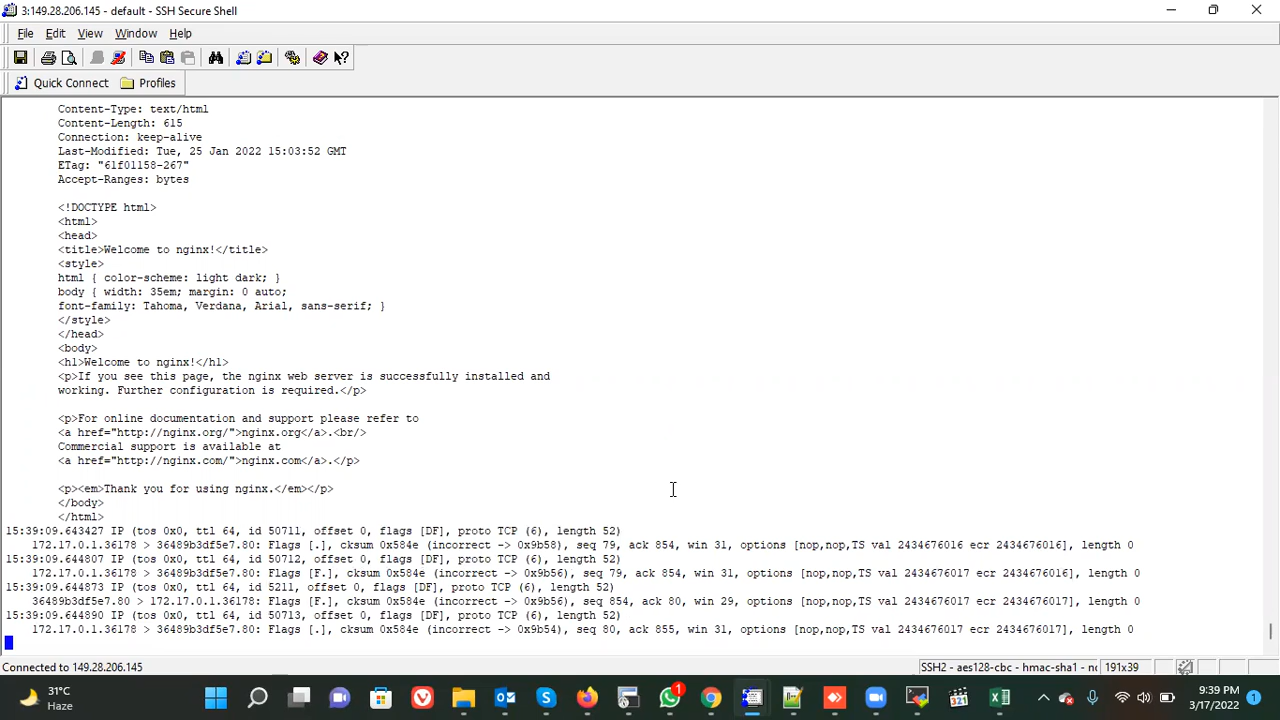 3:149.28.206.145 - default - SSH Secure Shell
File Edit View Window Help
Quick Connect Profiles
Content-Type: text/html
Content-Length: 615
Connection: keep-alive
Last-Modified: Tue, 25 Jan 2022 15:03:52 GMT
ETag: "61f01158-267"
Accept-Ranges: bytes
<!DOCTYPE html>
<html>
<head>
<title>Welcome to nginx!</title>
<style>
html { color-scheme: light dark; }
body { width: 35em; margin: 0 auto;
font-family: Tahoma, Verdana, Arial, sans-serif; }
</style>
</head>
<body>
<h1>Welcome to nginx!</h1>
<p>If you see this page, the nginx web server is successfully installed and
working. Further configuration is required.</p>
<p>For online documentation and support please refer to
<a href="http://nginx.org/">nginx.org</a>.<br/>
Commercial support is available at
<a href="http://nginx.com/">nginx.com</a>.</p>
<p><em>Thank you for using nginx.</em></p>
</body>
</html>
15:39:09.643427 IP (tos 0x0, ttl 64, id 50711, offset 0, flags [DF], proto TCP (6), length 52)
172.17.0.1.36178 > 36489b3df5e7.80: Flags [.], cksum 0x584e (incorrect -> 0x9b58), seq 79, ack 854, win 31, options [nop,nop,TS val 2434676016 ecr 2434676016], length 0
15:39:09.644807 IP (tos 0x0, ttl 64, id 50712, offset 0, flags [DF], proto TCP (6), length 52)
172.17.0.1.36178 > 36489b3df5e7.80: Flags [F.], cksum 0x584e (incorrect -> 0x9b56), seq 79, ack 854, win 31, options [nop,nop,TS val 2434676017 ecr 2434676016], length 0
15:39:09.644873 IP (tos 0x0, ttl 64, id 5211, offset 0, flags [DF], proto TCP (6), length 52)
36489b3df5e7.80 > 172.17.0.1.36178: Flags [F.], cksum 0x584e (incorrect -> 0x9b56), seq 854, ack 80, win 29, options [nop,nop,TS val 2434676017 ecr 2434676017], length 0
15:39:09.644890 IP (tos 0x0, ttl 64, id 50713, offset 0, flags [DF], proto TCP (6), length 52)
172.17.0.1.36178 > 36489b3df5e7.80: Flags [.], cksum 0x584e (incorrect -> 0x9b54), seq 80, ack 855, win 31, options [nop,nop,TS val 2434676017 ecr 2434676017], length 0
Connected to 149.28.206.145 SSH2 - aes128-cbc - hmac-sha1 - nc 191x39
31°C
Haze
1
321
9:39 PM
3/17/2022
1